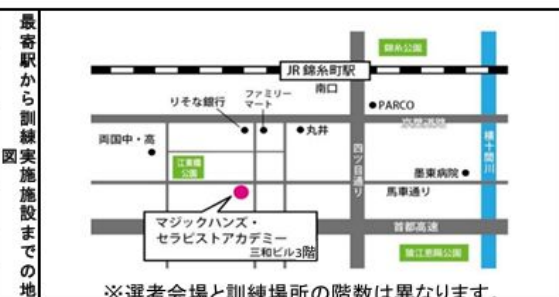 最寄駅から訓練実施施設までの地図
錦糸公園
JR 錦糸町駅
南口
りそな銀行
ファミリー
マート
PARCO
丸井
京葉道路
両国中・高
江東橋
公園
四ツ目通り
横十間川
墨東病院
馬車通り
マジックハンズ・
セラピストアカデミー
三和ビル3階
首都高速
猿江恩賜公園
※選考会場と訓練場所の階数は異なります。